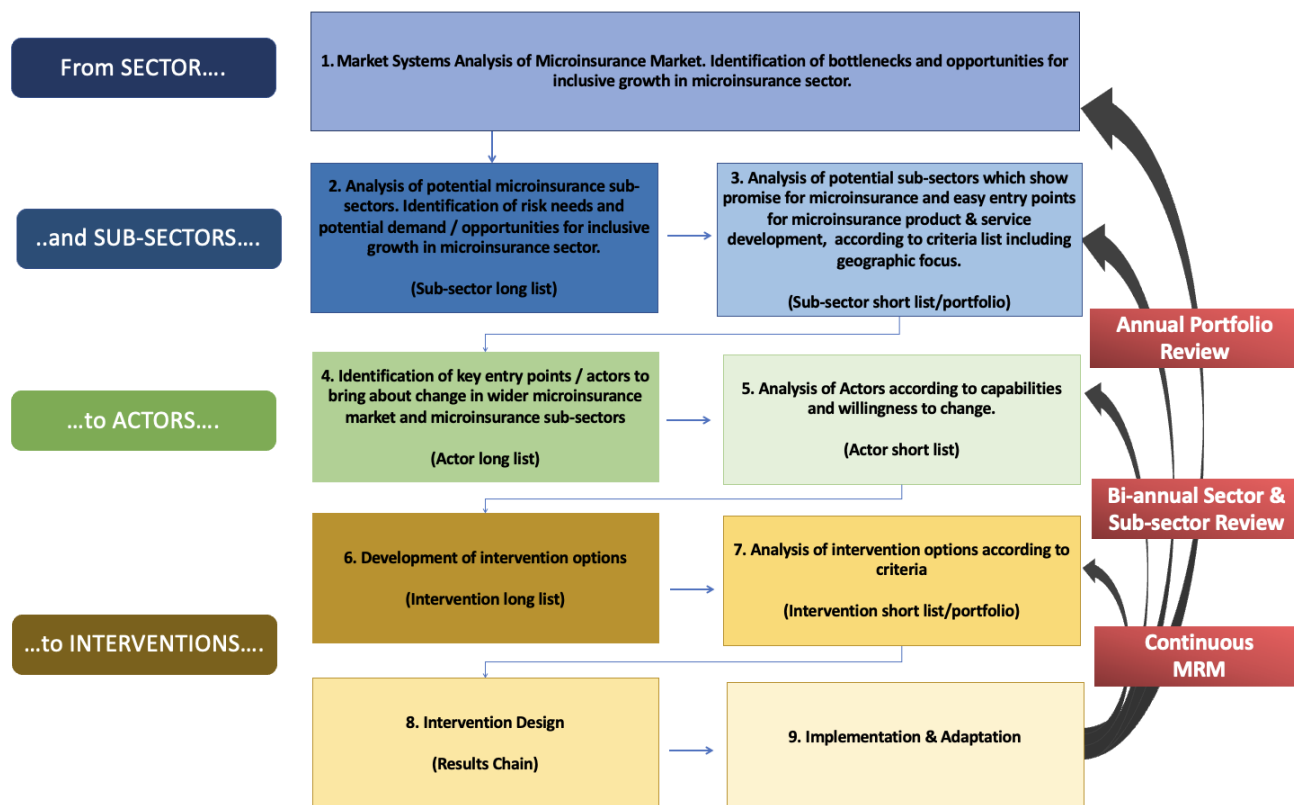 From SECTOR….
1. Market Systems Analysis of Microinsurance Market. Identification of bottlenecks and opportunities for
inclusive growth in microinsurance sector.
..and SUB-SECTORS….
2. Analysis of potential microinsurance sub-
sectors. Identification of risk needs and
potential demand / opportunities for inclusive
growth in microinsurance sector.
(Sub-sector long list)
3. Analysis of potential sub-sectors which show
promise for microinsurance and easy entry points
for microinsurance product & service
development, according to criteria list including
geographic focus.
(Sub-sector short list/portfolio)
Annual Portfolio
Review
…to ACTORS….
4. Identification of key entry points / actors to
bring about change in wider microinsurance
market and microinsurance sub-sectors
(Actor long list)
5. Analysis of Actors according to capabilities
and willingness to change.
(Actor short list)
Bi-annual Sector &
Sub-sector Review
…to INTERVENTIONS….
6. Development of intervention options
(Intervention long list)
7. Analysis of intervention options according to
criteria
(Intervention short list/portfolio)
Continuous
MRM
8. Intervention Design
(Results Chain)
9. Implementation & Adaptation